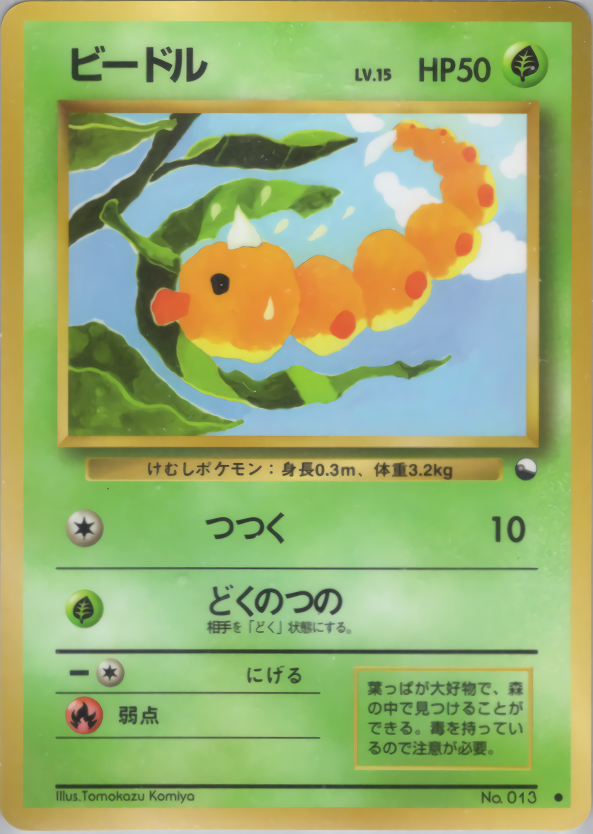 ビードル LV.15 HP50
けむしポケモン：身長0.3m、体重3.2kg
つつく 10
どくのつの
相手を「どく」状態にする。
にげる
弱点
葉っぱが大好物で、森
の中で見つけることが
できる。毒を持ってい
るので注意が必要。
Illus.Tomokazu Komiya No. 013